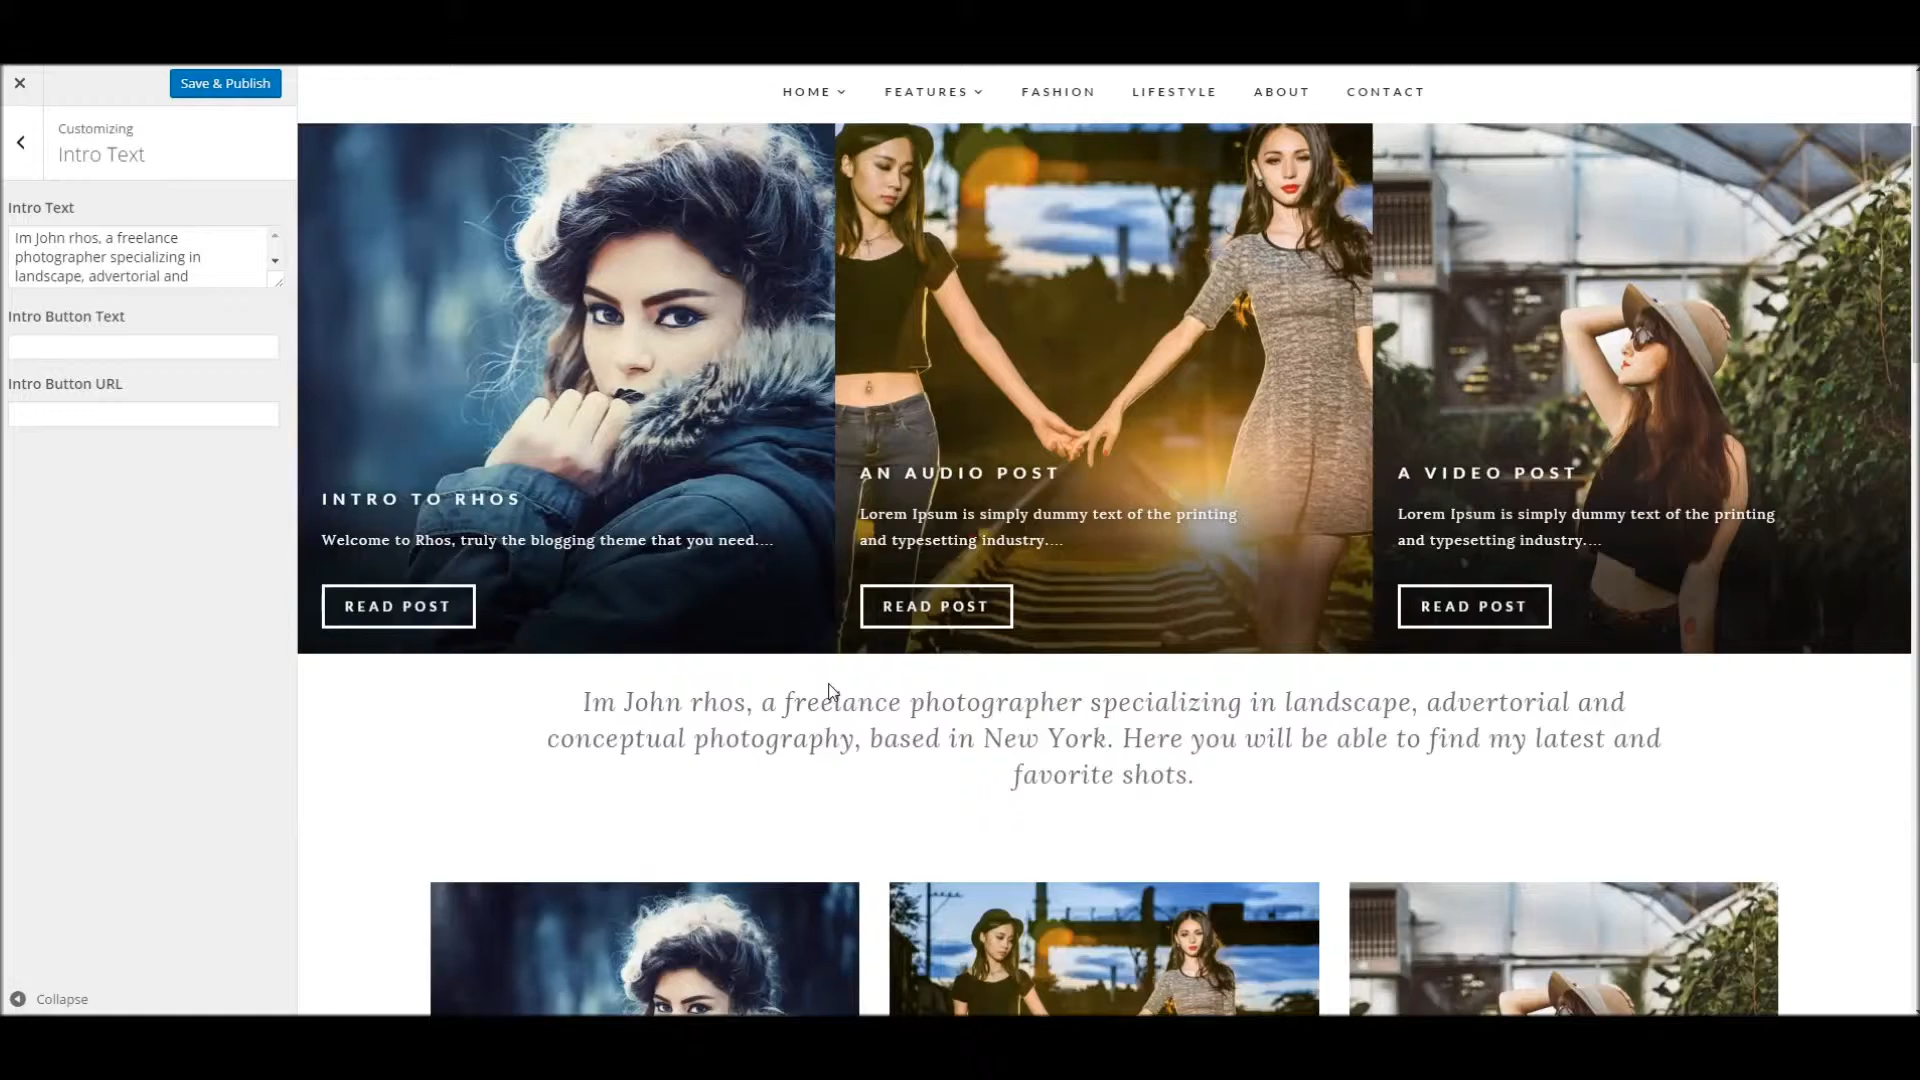 Save & Publish
Customizing
Intro Text
Intro Text
Im John rhos, a freelance
photographer specializing in
landscape, advertorial and
Intro Button Text
Intro Button URL
Collapse
HOME FEATURES FASHION LIFESTYLE ABOUT CONTACT
INTRO TO RHOS
Welcome to Rhos, truly the blogging theme that you need....
READ POST
AN AUDIO POST
Lorem Ipsum is simply dummy text of the printing
and typesetting industry....
READ POST
A VIDEO POST
Lorem Ipsum is simply dummy text of the printing
and typesetting industry....
READ POST
Im John rhos, a freelance photographer specializing in landscape, advertorial and
conceptual photography, based in New York. Here you will be able to find my latest and
favorite shots.